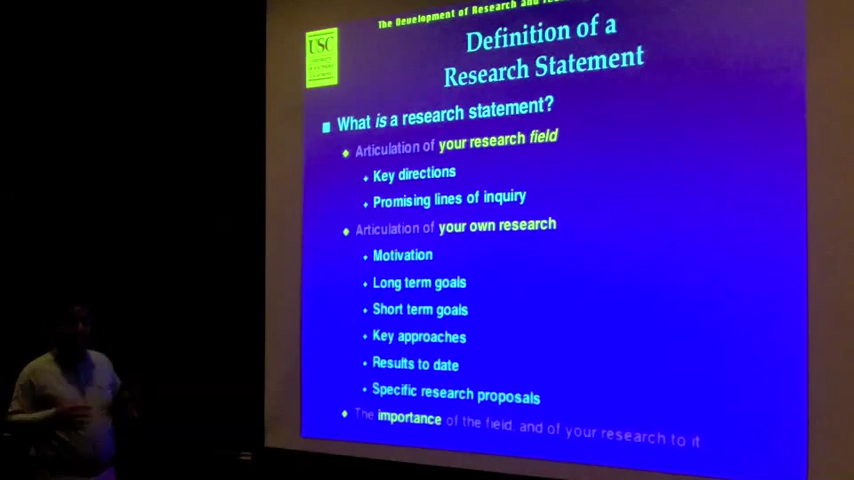 The Development of Research and
Definition of a
Research Statement
USC
What is a research statement?
Articulation of your research field
Key directions
Promising lines of inquiry
Articulation of your own research
Motivation
Long term goals
Short term goals
Key approaches
Results to date
Specific research proposals
The importance of the field, and of your research to it